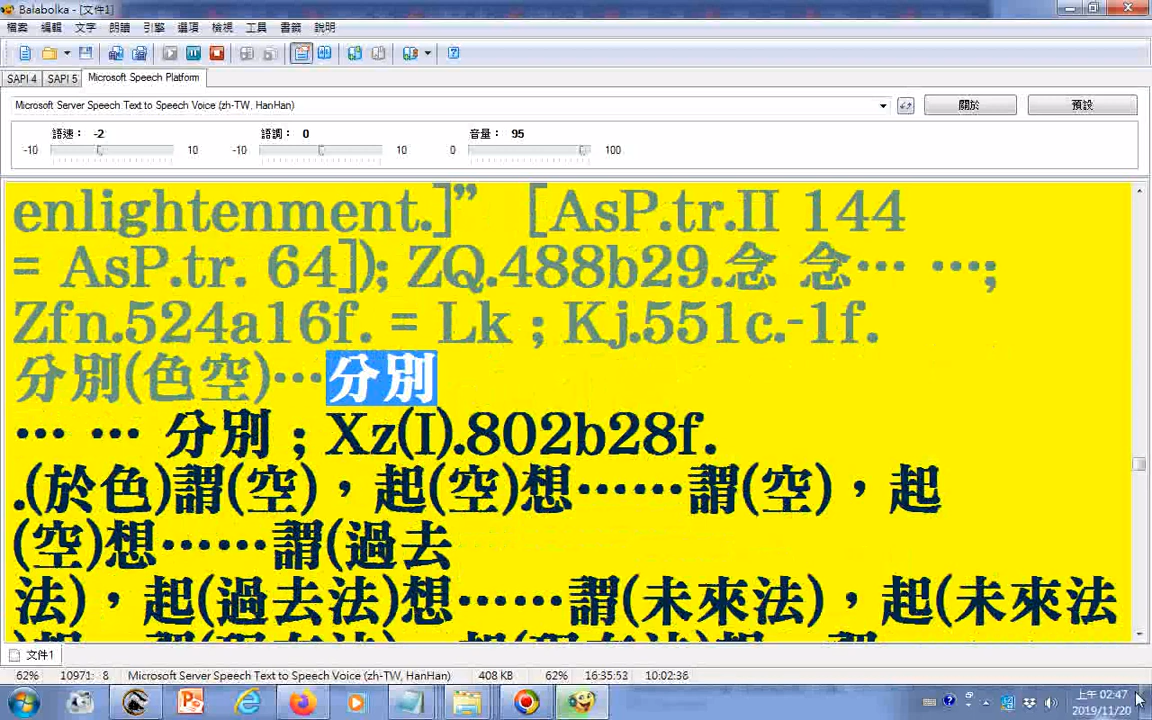 Balabolka - [文件1]
檔案 編輯 文字 朗讀 引擎 選項 檢視 工具 書籤 說明
SAPI 4 SAPI 5 Microsoft Speech Platform
Microsoft Server Speech Text to Speech Voice (zh-TW, HanHan) 關於 預設
語速： -2 語調： 0 音量： 95
-10 10 -10 10 0 100
enlightenment.]” [AsP.tr.II 144
= AsP.tr. 64]); ZQ.488b29.念 念… …;
Zfn.524a16f. = Lk ; Kj.551c.-1f.
分別(色空)…分別
… … 分別 ; Xz(I).802b28f.
.(於色)謂(空)，起(空)想……謂(空)，起
(空)想……謂(過去
法)，起(過去法)想……謂(未來法)，起(未來法
文件1
62% 10971: 8 Microsoft Server Speech Text to Speech Voice (zh-TW, HanHan) 408 KB 62% 16:35:53 10:02:36
上午 02:47
2019/11/20